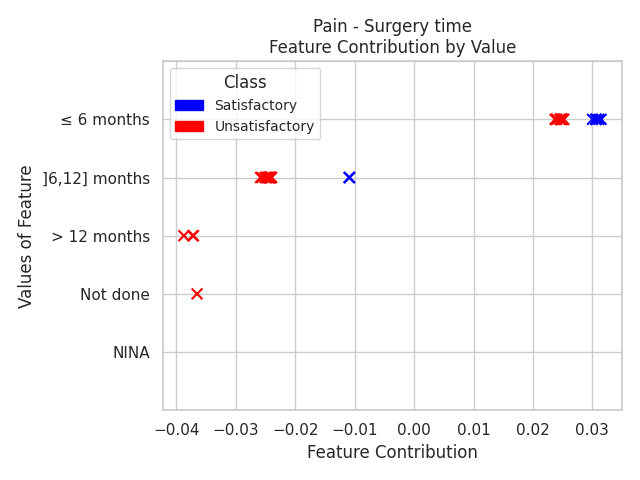 Pain - Surgery time
Feature Contribution by Value
Class
Satisfactory
Unsatisfactory
Values of Feature
≤ 6 months
]6,12] months
> 12 months
Not done
NINA
−0.04 −0.03 −0.02 −0.01 0.00 0.01 0.02 0.03
Feature Contribution